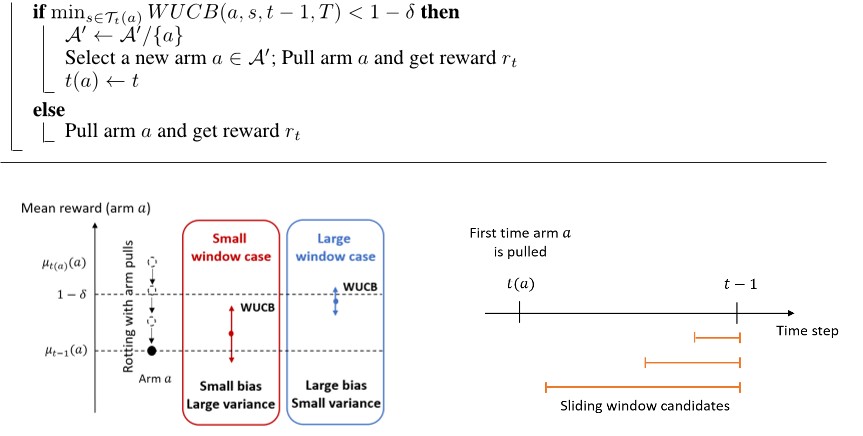 if min_{s∈𝒯_t(a)} WUCB(a, s, t − 1, T) < 1 − δ then
𝒜′ ← 𝒜′/{a}
Select a new arm a ∈ 𝒜′; Pull arm a and get reward r_t
t(a) ← t
else
Pull arm a and get reward r_t
Mean reward (arm a)
μ_{t(a)}(a)
1 − δ
μ_{t−1}(a)
Rotting with arm pulls
Arm a
Small
window case
WUCB
Small bias
Large variance
Large
window case
WUCB
Large bias
Small variance
First time arm a
is pulled
t(a)
t − 1
Time step
Sliding window candidates